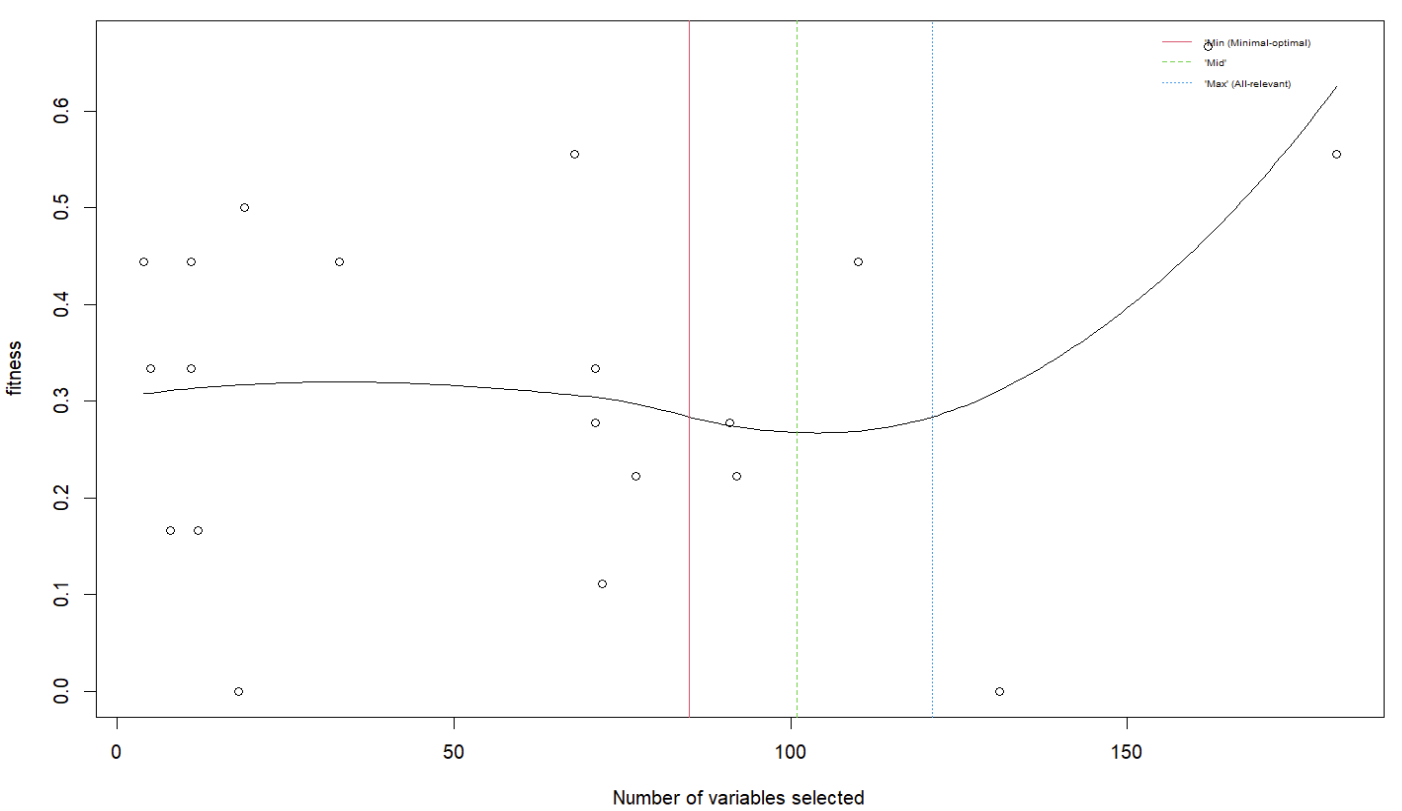 'Min (Minimal-optimal)
'Mid'
'Max' (All-relevant)
fitness
0.6
0.5
0.4
0.3
0.2
0.1
0.0
0 50 100 150
Number of variables selected